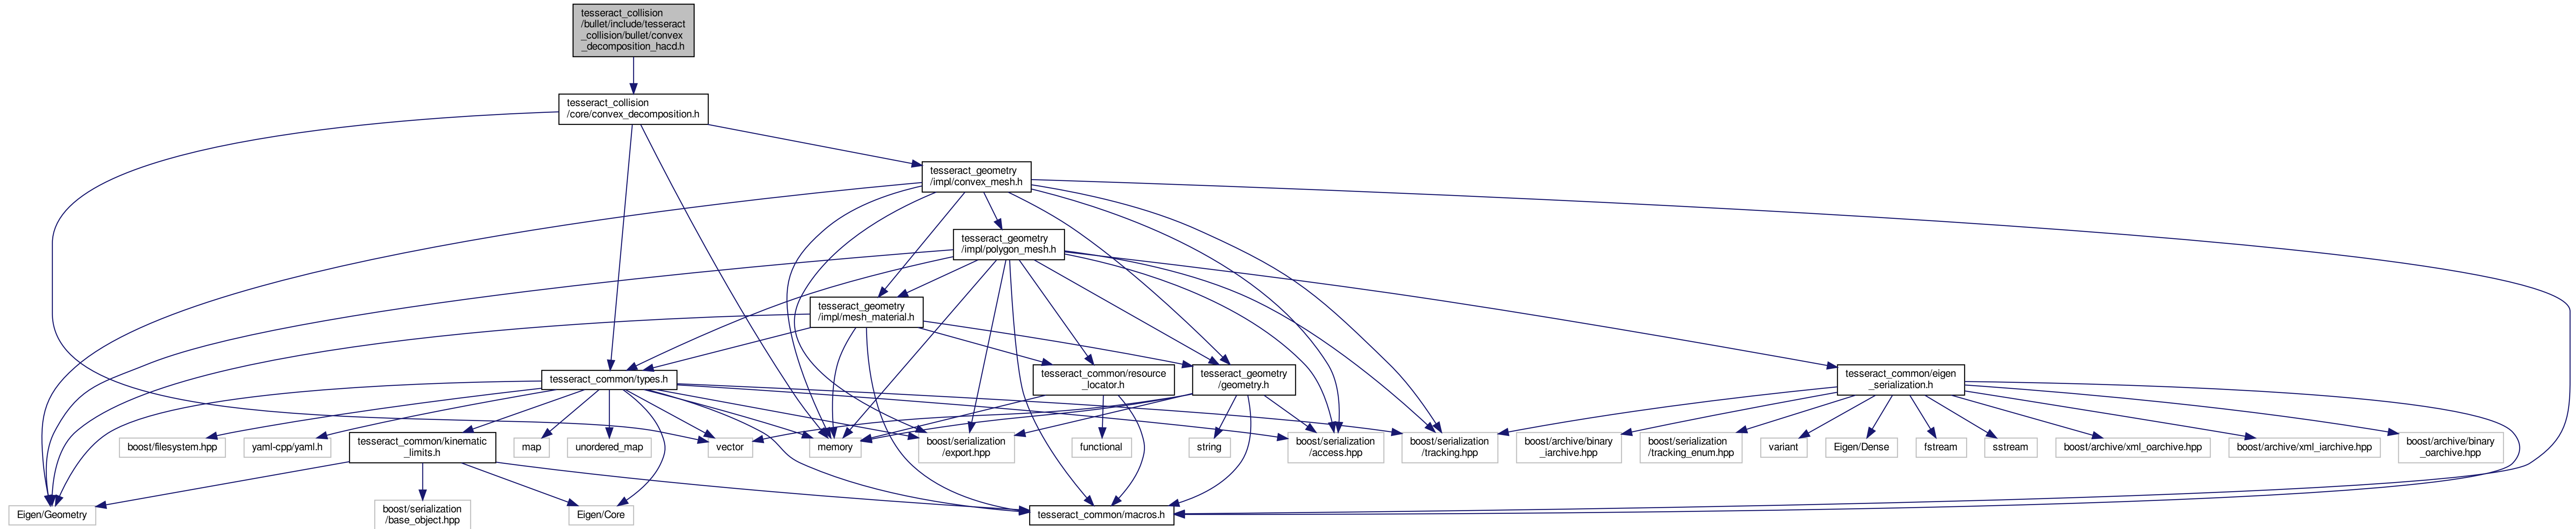 tesseract_collision
/bullet/include/tesseract
_collision/bullet/convex
_decomposition_hacd.h
tesseract_collision
/core/convex_decomposition.h
tesseract_geometry
/impl/convex_mesh.h
tesseract_geometry
/impl/polygon_mesh.h
tesseract_geometry
/impl/mesh_material.h
tesseract_common/types.h
tesseract_common/resource
_locator.h
tesseract_geometry
/geometry.h
tesseract_common/eigen
_serialization.h
boost/filesystem.hpp
yaml-cpp/yaml.h
tesseract_common/kinematic
_limits.h
map
unordered_map
vector
memory
boost/serialization
/export.hpp
functional
string
boost/serialization
/access.hpp
boost/serialization
/tracking.hpp
boost/archive/binary
_iarchive.hpp
boost/serialization
/tracking_enum.hpp
variant
Eigen/Dense
fstream
sstream
boost/archive/xml_oarchive.hpp
boost/archive/xml_iarchive.hpp
boost/archive/binary
_oarchive.hpp
Eigen/Geometry
boost/serialization
/base_object.hpp
Eigen/Core
tesseract_common/macros.h